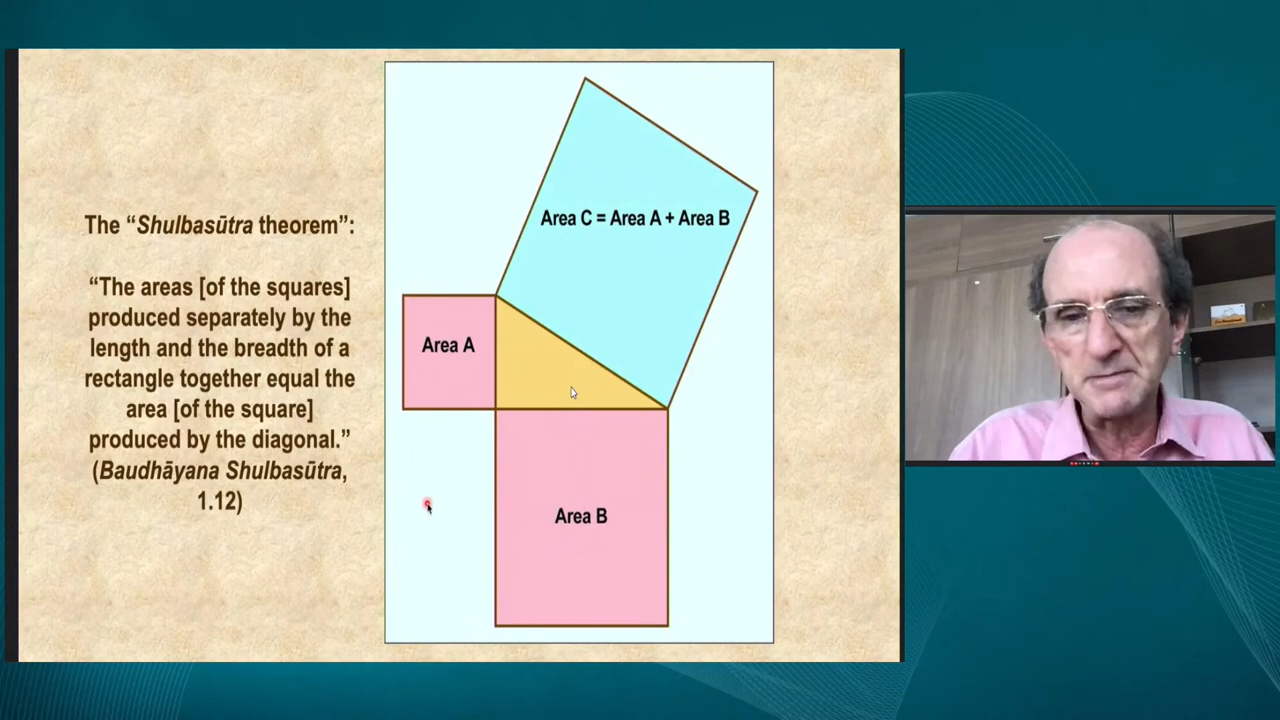 The “Shulbasūtra theorem”:
“The areas [of the squares]
produced separately by the
length and the breadth of a
rectangle together equal the
area [of the square]
produced by the diagonal.”
(Baudhāyana Shulbasūtra,
1.12)
Area C = Area A + Area B
Area A
Area B